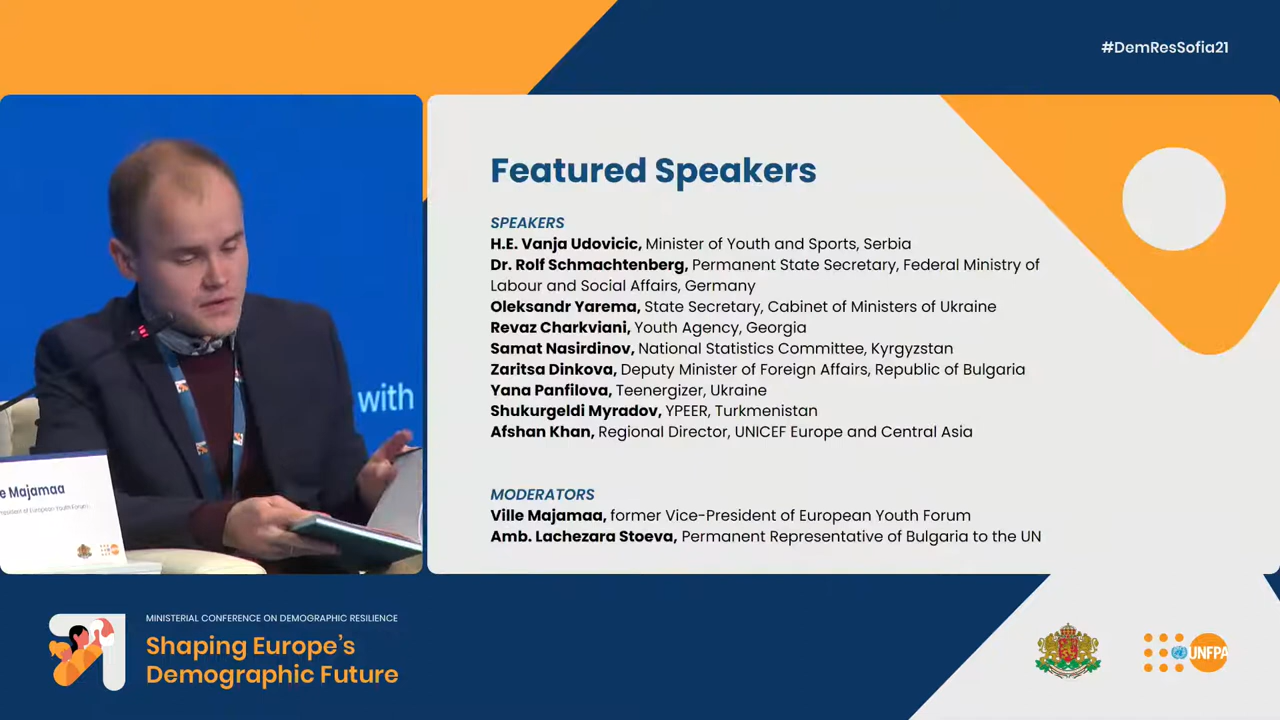 #DemResSofia21
with
e Majamaa
Featured Speakers
SPEAKERS
H.E. Vanja Udovicic, Minister of Youth and Sports, Serbia
Dr. Rolf Schmachtenberg, Permanent State Secretary, Federal Ministry of
Labour and Social Affairs, Germany
Oleksandr Yarema, State Secretary, Cabinet of Ministers of Ukraine
Revaz Charkviani, Youth Agency, Georgia
Samat Nasirdinov, National Statistics Committee, Kyrgyzstan
Zaritsa Dinkova, Deputy Minister of Foreign Affairs, Republic of Bulgaria
Yana Panfilova, Teenergizer, Ukraine
Shukurgeldi Myradov, YPEER, Turkmenistan
Afshan Khan, Regional Director, UNICEF Europe and Central Asia
MODERATORS
Ville Majamaa, former Vice-President of European Youth Forum
Amb. Lachezara Stoeva, Permanent Representative of Bulgaria to the UN
MINISTERIAL CONFERENCE ON DEMOGRAPHIC RESILIENCE
Shaping Europe's
Demographic Future
UNFPA